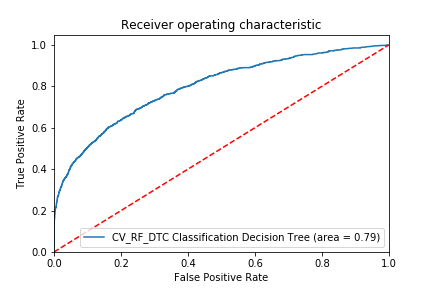 Receiver operating characteristic
True Positive Rate
1.0
0.8
0.6
0.4
0.2
0.0
CV_RF_DTC Classification Decision Tree (area = 0.79)
0.0 0.2 0.4 0.6 0.8 1.0
False Positive Rate